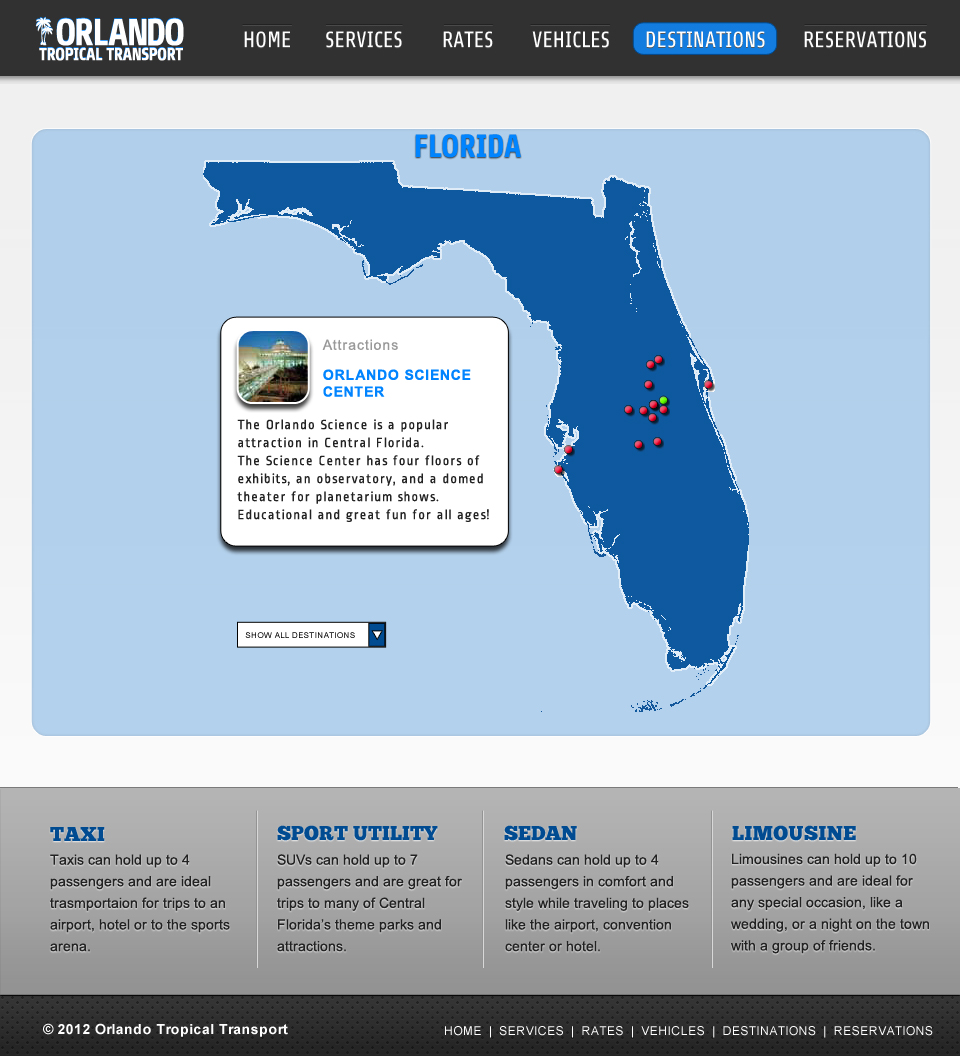 ORLANDO
TROPICAL TRANSPORT
HOME SERVICES RATES VEHICLES DESTINATIONS RESERVATIONS
FLORIDA
Attractions
ORLANDO SCIENCE
CENTER
The Orlando Science is a popular
attraction in Central Florida.
The Science Center has four floors of
exhibits, an observatory, and a domed
theater for planetarium shows.
Educational and great fun for all ages!
SHOW ALL DESTINATIONS
TAXI
Taxis can hold up to 4
passengers and are ideal
trasmportaion for trips to an
airport, hotel or to the sports
arena.
SPORT UTILITY
SUVs can hold up to 7
passengers and are great for
trips to many of Central
Florida's theme parks and
attractions.
SEDAN
Sedans can hold up to 4
passengers in comfort and
style while traveling to places
like the airport, convention
center or hotel.
LIMOUSINE
Limousines can hold up to 10
passengers and are ideal for
any special occasion, like a
wedding, or a night on the town
with a group of friends.
© 2012 Orlando Tropical Transport
HOME | SERVICES | RATES | VEHICLES | DESTINATIONS | RESERVATIONS